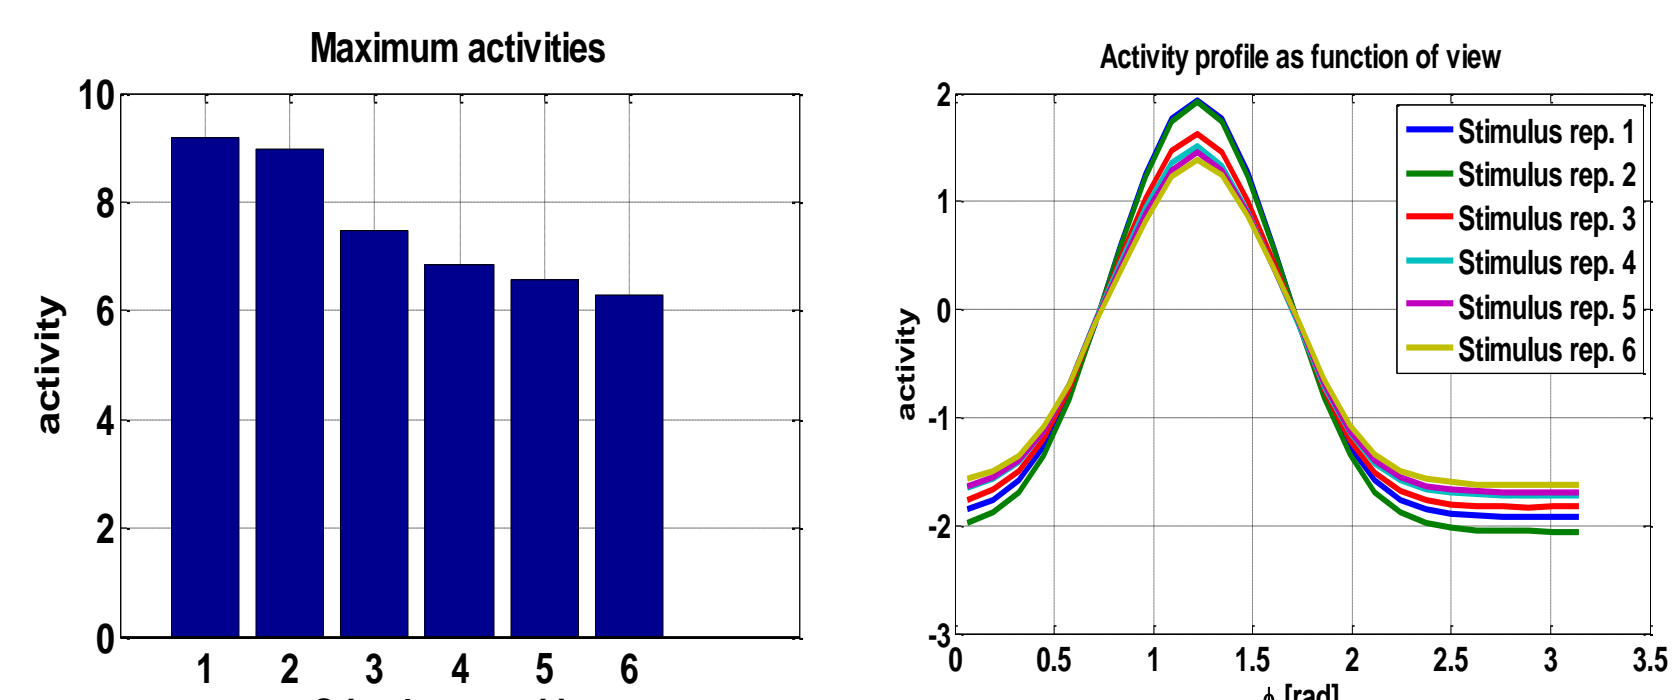 Maximum activities
10
8
6
4
2
0
activity
1 2 3 4 5 6
Activity profile as function of view
2
1
0
-1
-2
-3
activity
0 0.5 1 1.5 2 2.5 3 3.5
ϕ [rad]
Stimulus rep. 1
Stimulus rep. 2
Stimulus rep. 3
Stimulus rep. 4
Stimulus rep. 5
Stimulus rep. 6